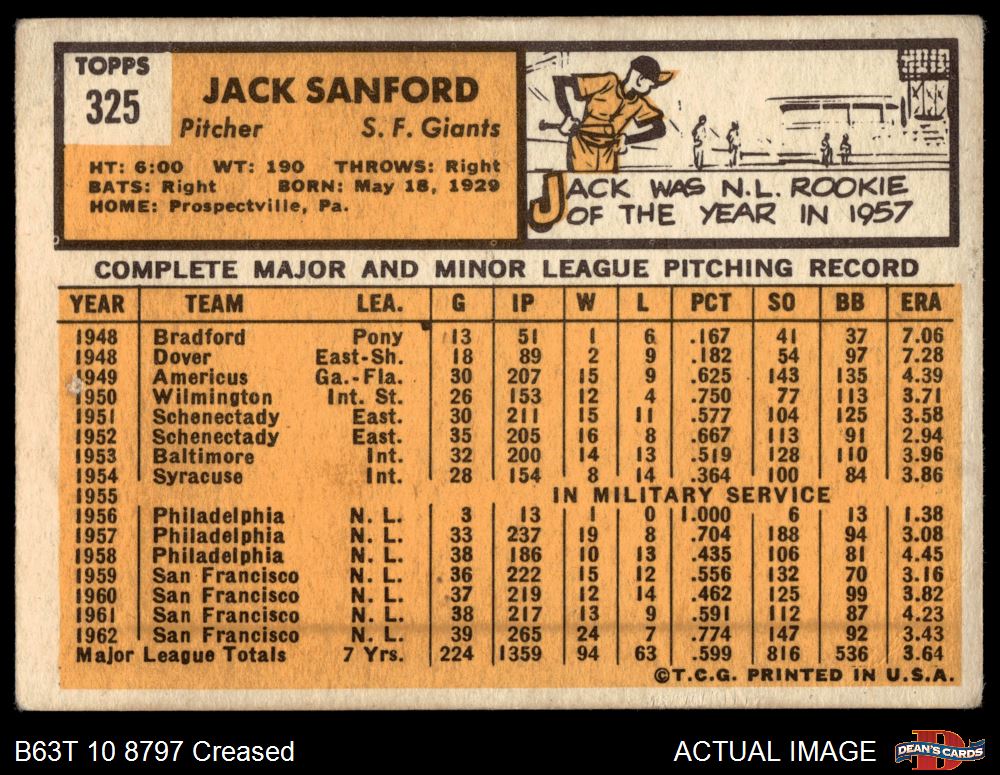 TOPPS
325
JACK SANFORD
Pitcher S. F. Giants
HT: 6:00 WT: 190 THROWS: Right
BATS: Right BORN: May 18, 1929
HOME: Prospectville, Pa.
JACK WAS N.L. ROOKIE
OF THE YEAR IN 1957
COMPLETE MAJOR AND MINOR LEAGUE PITCHING RECORD
YEAR TEAM LEA. G IP W L PCT SO BB ERA
1948 Bradford Pony 13 51 1 6 .167 41 37 7.06
1948 Dover East-Sh. 18 89 2 9 .182 54 97 7.28
1949 Americus Ga.-Fla. 30 207 15 9 .625 143 135 4.39
1950 Wilmington Int. St. 26 153 12 4 .750 77 113 3.71
1951 Schenectady East. 30 211 15 11 .577 104 125 3.58
1952 Schenectady East. 35 205 16 8 .667 113 91 2.94
1953 Baltimore Int. 32 200 14 13 .519 128 110 3.96
1954 Syracuse Int. 28 154 8 14 .364 100 84 3.86
1955 IN MILITARY SERVICE
1956 Philadelphia N. L. 3 13 1 0 1.000 6 13 1.38
1957 Philadelphia N. L. 33 237 19 8 .704 188 94 3.08
1958 Philadelphia N. L. 38 186 10 13 .435 106 81 4.45
1959 San Francisco N. L. 36 222 15 12 .556 132 70 3.16
1960 San Francisco N. L. 37 219 12 14 .462 125 99 3.82
1961 San Francisco N. L. 38 217 13 9 .591 112 87 4.23
1962 San Francisco N. L. 39 265 24 7 .774 147 92 3.43
Major League Totals 7 Yrs. 224 1359 94 63 .599 816 536 3.64
©T.C.G. PRINTED IN U.S.A.
B63T 10 8797 Creased ACTUAL IMAGE DEAN'S CARDS